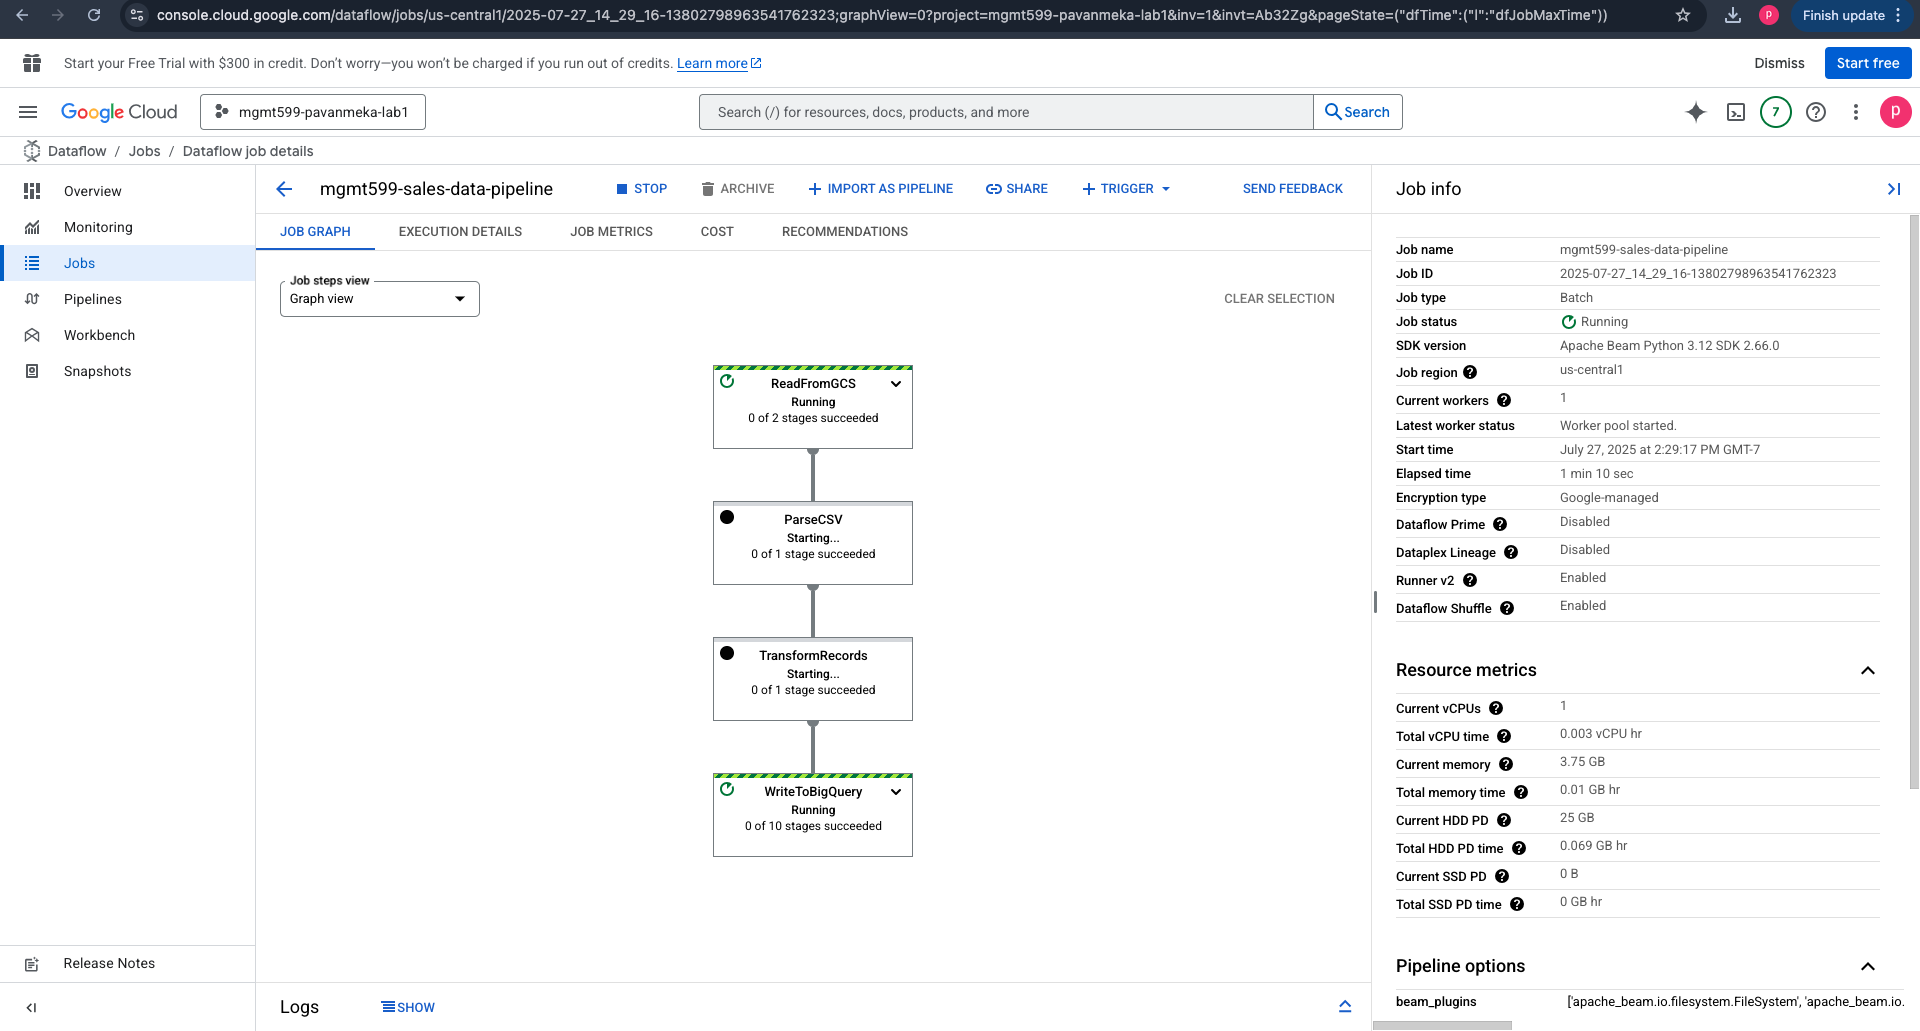 console.cloud.google.com/dataflow/jobs/us-central1/2025-07-27_14_29_16-13802798963541762323;graphView=0?project=mgmt599-pavanmeka-lab1&inv=1&invt=Ab32Zg&pageState=("dfTime":("l":"dfJobMaxTime"))
p
Finish update
Start your Free Trial with $300 in credit. Don't worry—you won't be charged if you run out of credits. Learn more
Dismiss
Start free
Google Cloud
mgmt599-pavanmeka-lab1
Search (/) for resources, docs, products, and more
Search
7
p
Dataflow / Jobs / Dataflow job details
Overview
Monitoring
Jobs
Pipelines
Workbench
Snapshots
Release Notes
mgmt599-sales-data-pipeline
STOP
ARCHIVE
IMPORT AS PIPELINE
SHARE
TRIGGER
SEND FEEDBACK
JOB GRAPH
EXECUTION DETAILS
JOB METRICS
COST
RECOMMENDATIONS
Job steps view
Graph view
CLEAR SELECTION
ReadFromGCS
Running
0 of 2 stages succeeded
ParseCSV
Starting...
0 of 1 stage succeeded
TransformRecords
Starting...
0 of 1 stage succeeded
WriteToBigQuery
Running
0 of 10 stages succeeded
Logs
SHOW
Job info
Job name mgmt599-sales-data-pipeline
Job ID 2025-07-27_14_29_16-13802798963541762323
Job type Batch
Job status Running
SDK version Apache Beam Python 3.12 SDK 2.66.0
Job region us-central1
Current workers 1
Latest worker status Worker pool started.
Start time July 27, 2025 at 2:29:17 PM GMT-7
Elapsed time 1 min 10 sec
Encryption type Google-managed
Dataflow Prime Disabled
Dataplex Lineage Disabled
Runner v2 Enabled
Dataflow Shuffle Enabled
Resource metrics
Current vCPUs 1
Total vCPU time 0.003 vCPU hr
Current memory 3.75 GB
Total memory time 0.01 GB hr
Current HDD PD 25 GB
Total HDD PD time 0.069 GB hr
Current SSD PD 0 B
Total SSD PD time 0 GB hr
Pipeline options
beam_plugins ['apache_beam.io.filesystem.FileSystem', 'apache_beam.io.